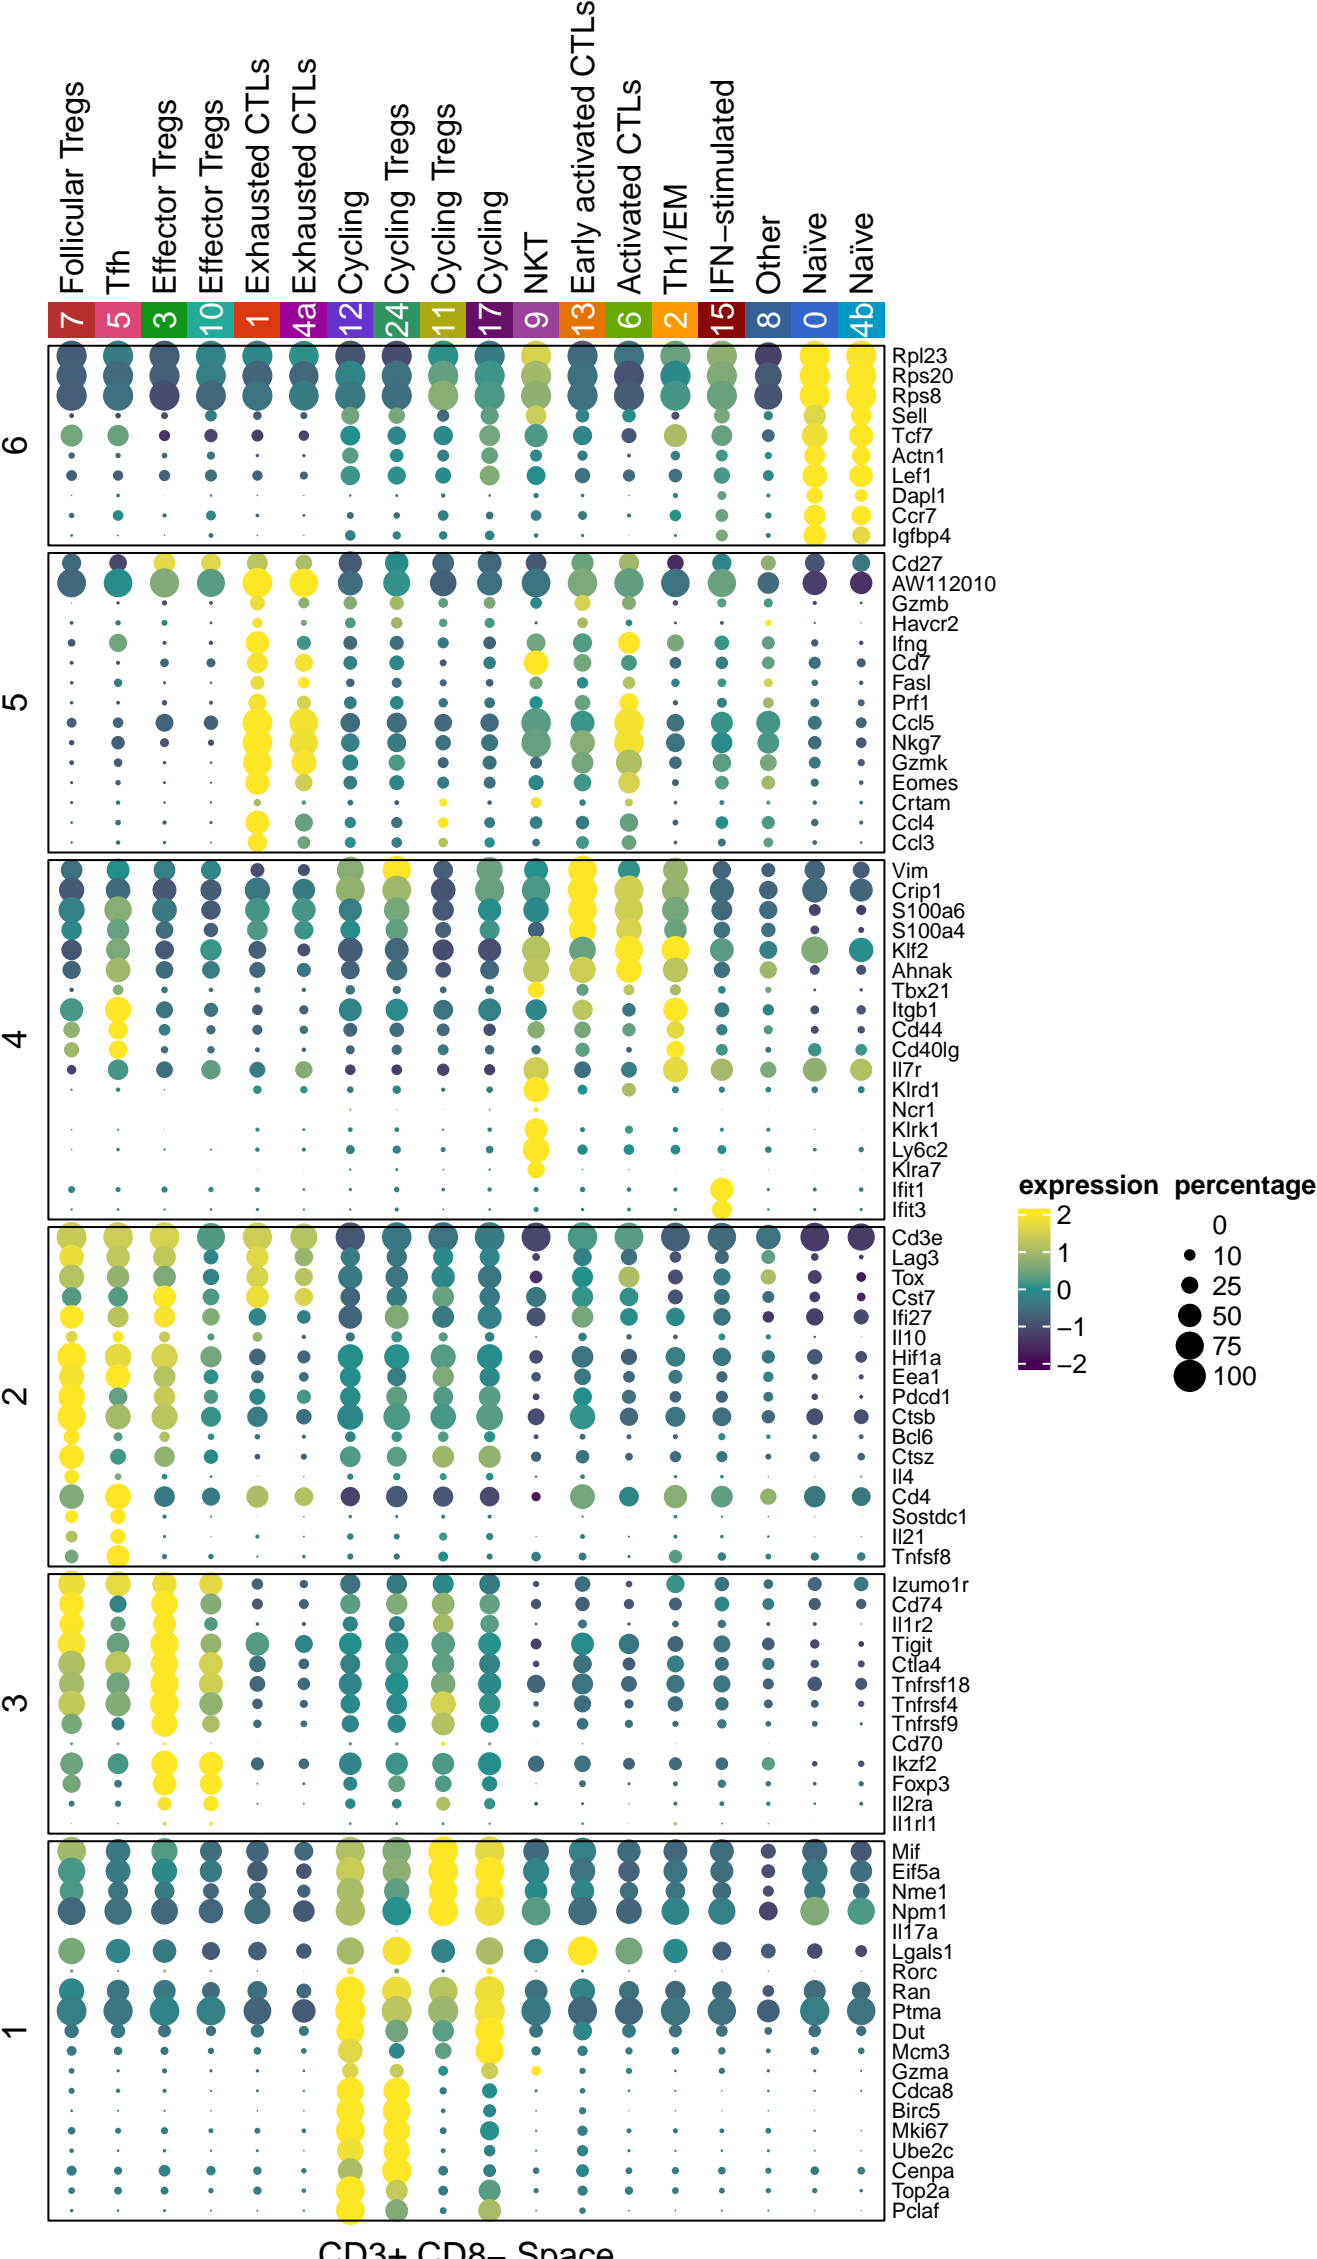 Follicular Tregs
Tfh
Effector Tregs
Effector Tregs
Exhausted CTLs
Exhausted CTLs
Cycling
Cycling Tregs
Cycling Tregs
Cycling
NKT
Early activated CTLs
Activated CTLs
Th1/EM
IFN−stimulated
Other
Naïve
Naïve
7
5
3
10
1
4a
12
24
11
17
9
13
6
2
15
8
0
4b
6
Rpl23
Rps20
Rps8
Sell
Tcf7
Actn1
Lef1
Dapl1
Ccr7
Igfbp4
5
Cd27
AW112010
Gzmb
Havcr2
Ifng
Cd7
Fasl
Prf1
Ccl5
Nkg7
Gzmk
Eomes
Crtam
Ccl4
Ccl3
4
Vim
Crip1
S100a6
S100a4
Klf2
Ahnak
Tbx21
Itgb1
Cd44
Cd40lg
Il7r
Klrd1
Ncr1
Klrk1
Ly6c2
Klra7
Ifit1
Ifit3
2
Cd3e
Lag3
Tox
Cst7
Ifi27
Il10
Hif1a
Eea1
Pdcd1
Ctsb
Bcl6
Ctsz
Il4
Cd4
Sostdc1
Il21
Tnfsf8
3
Izumo1r
Cd74
Il1r2
Tigit
Ctla4
Tnfrsf18
Tnfrsf4
Tnfrsf9
Cd70
Ikzf2
Foxp3
Il2ra
Il1rl1
1
Mif
Eif5a
Nme1
Npm1
Il17a
Lgals1
Rorc
Ran
Ptma
Dut
Mcm3
Gzma
Cdca8
Birc5
Mki67
Ube2c
Cenpa
Top2a
Pclaf
expression
2
1
0
−1
−2
percentage
0
10
25
50
75
100
CD3+ CD8− Space